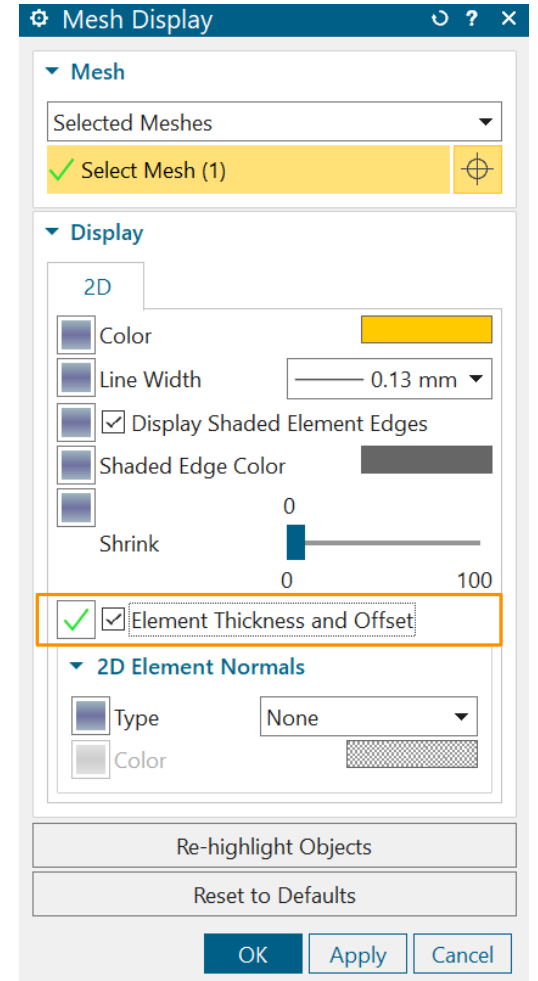 Mesh Display
?
Mesh
Selected Meshes
Select Mesh (1)
Display
2D
Color
Line Width
0.13 mm
Display Shaded Element Edges
Shaded Edge Color
0
Shrink
0 100
Element Thickness and Offset
2D Element Normals
Type None
Color
Re-highlight Objects
Reset to Defaults
OK Apply Cancel